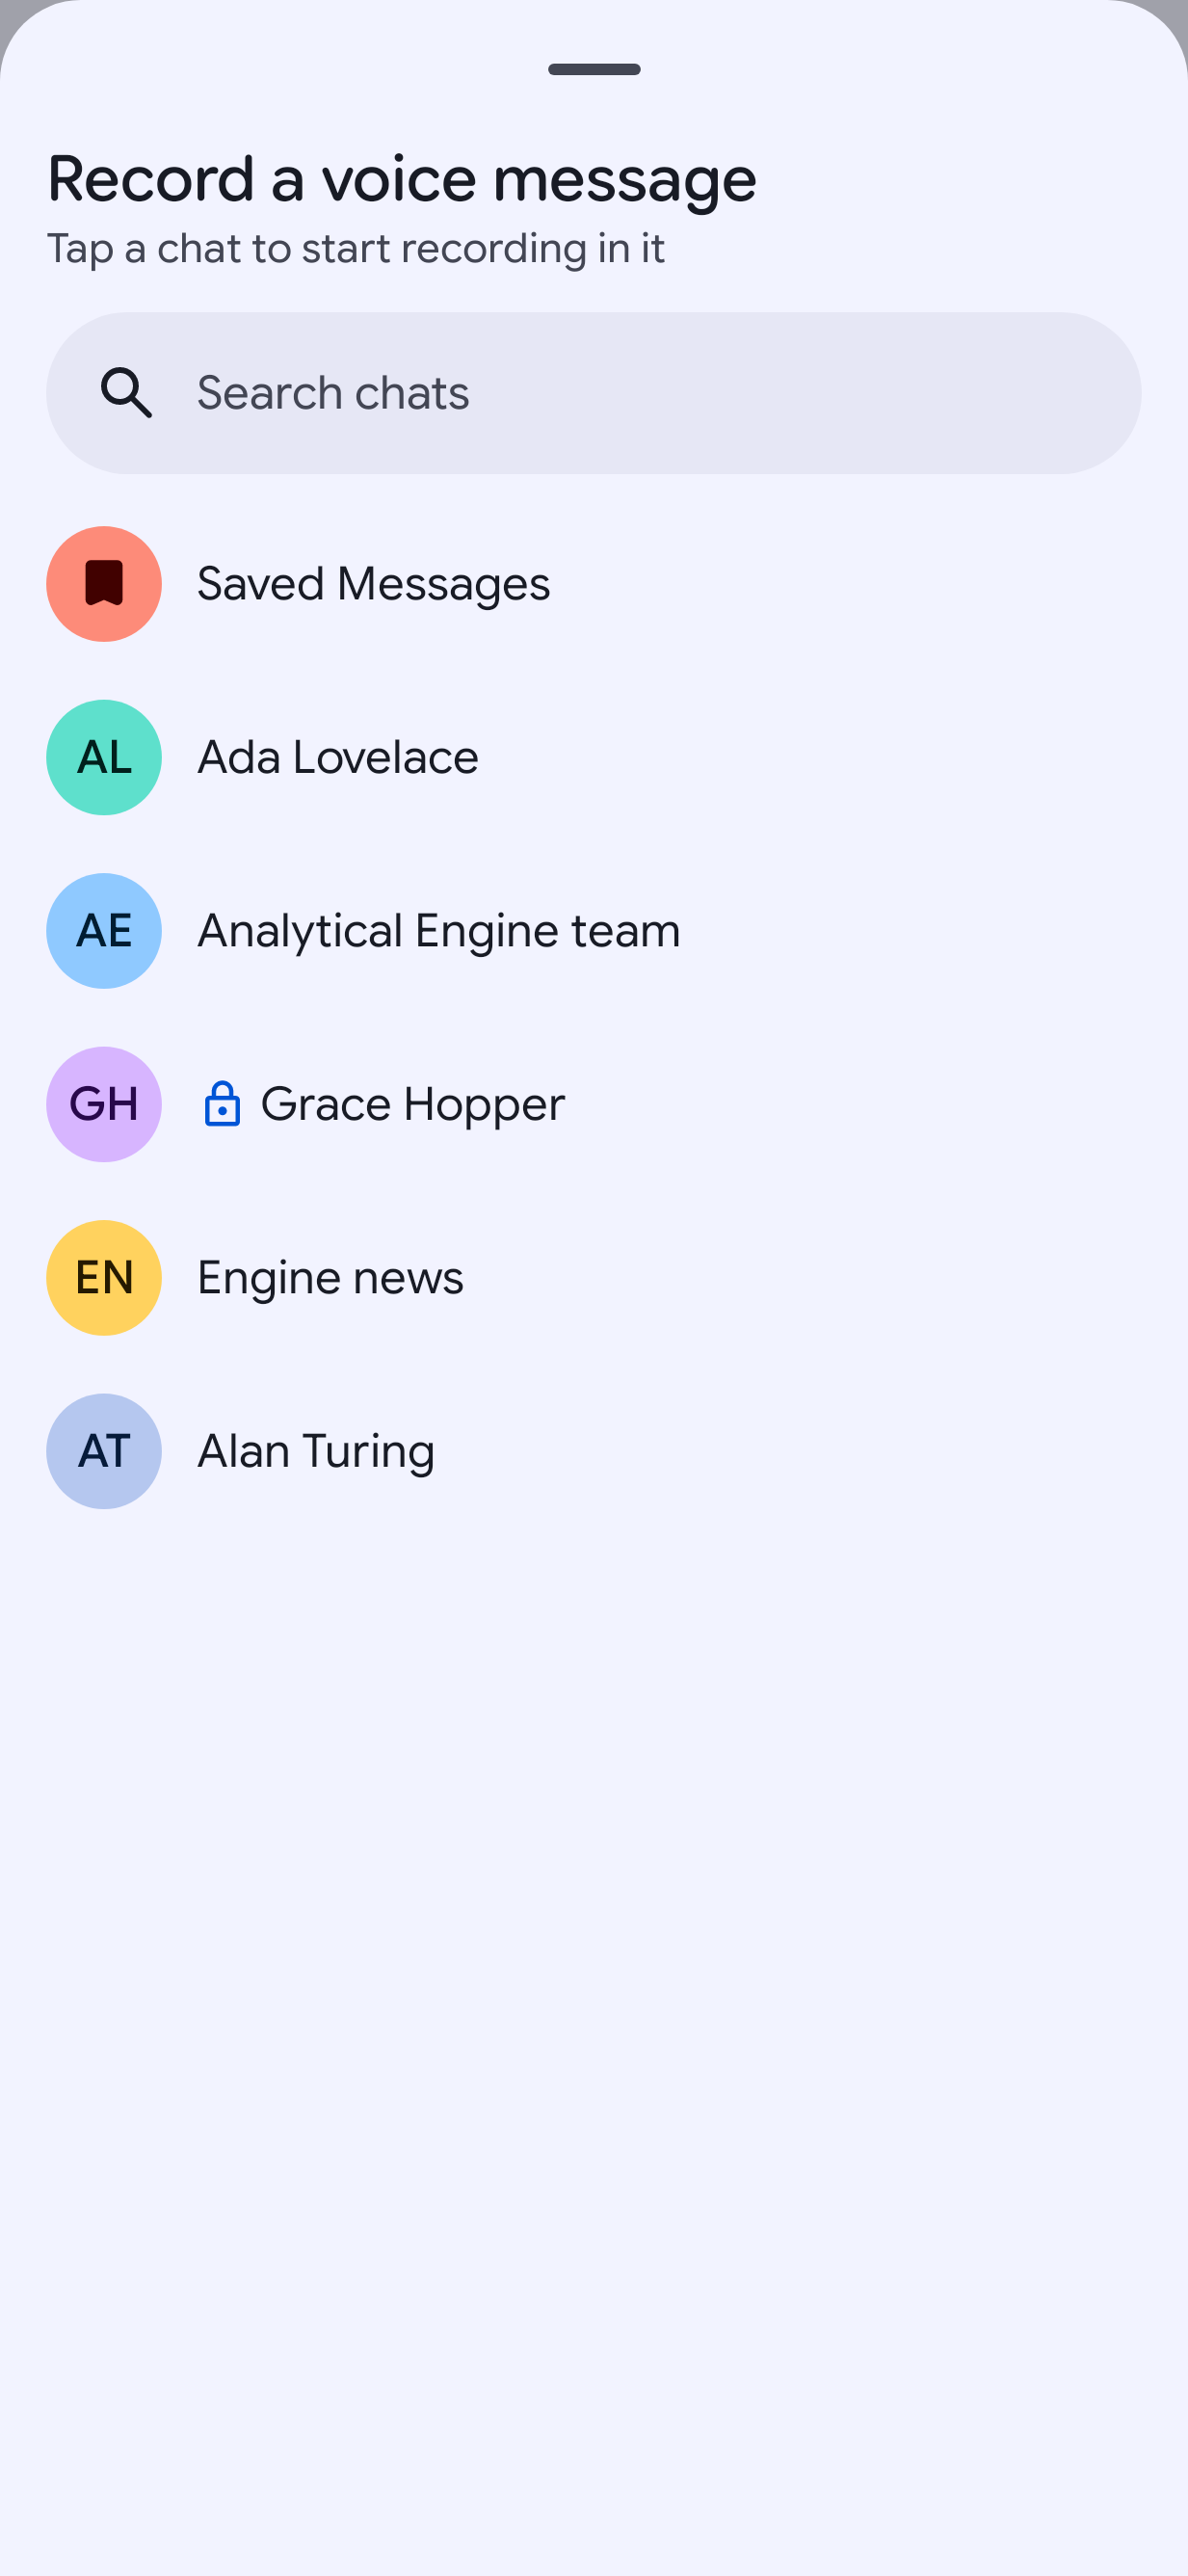 Record a voice message
Tap a chat to start recording in it
Search chats
Saved Messages
AL Ada Lovelace
AE Analytical Engine team
GH Grace Hopper
EN Engine news
AT Alan Turing